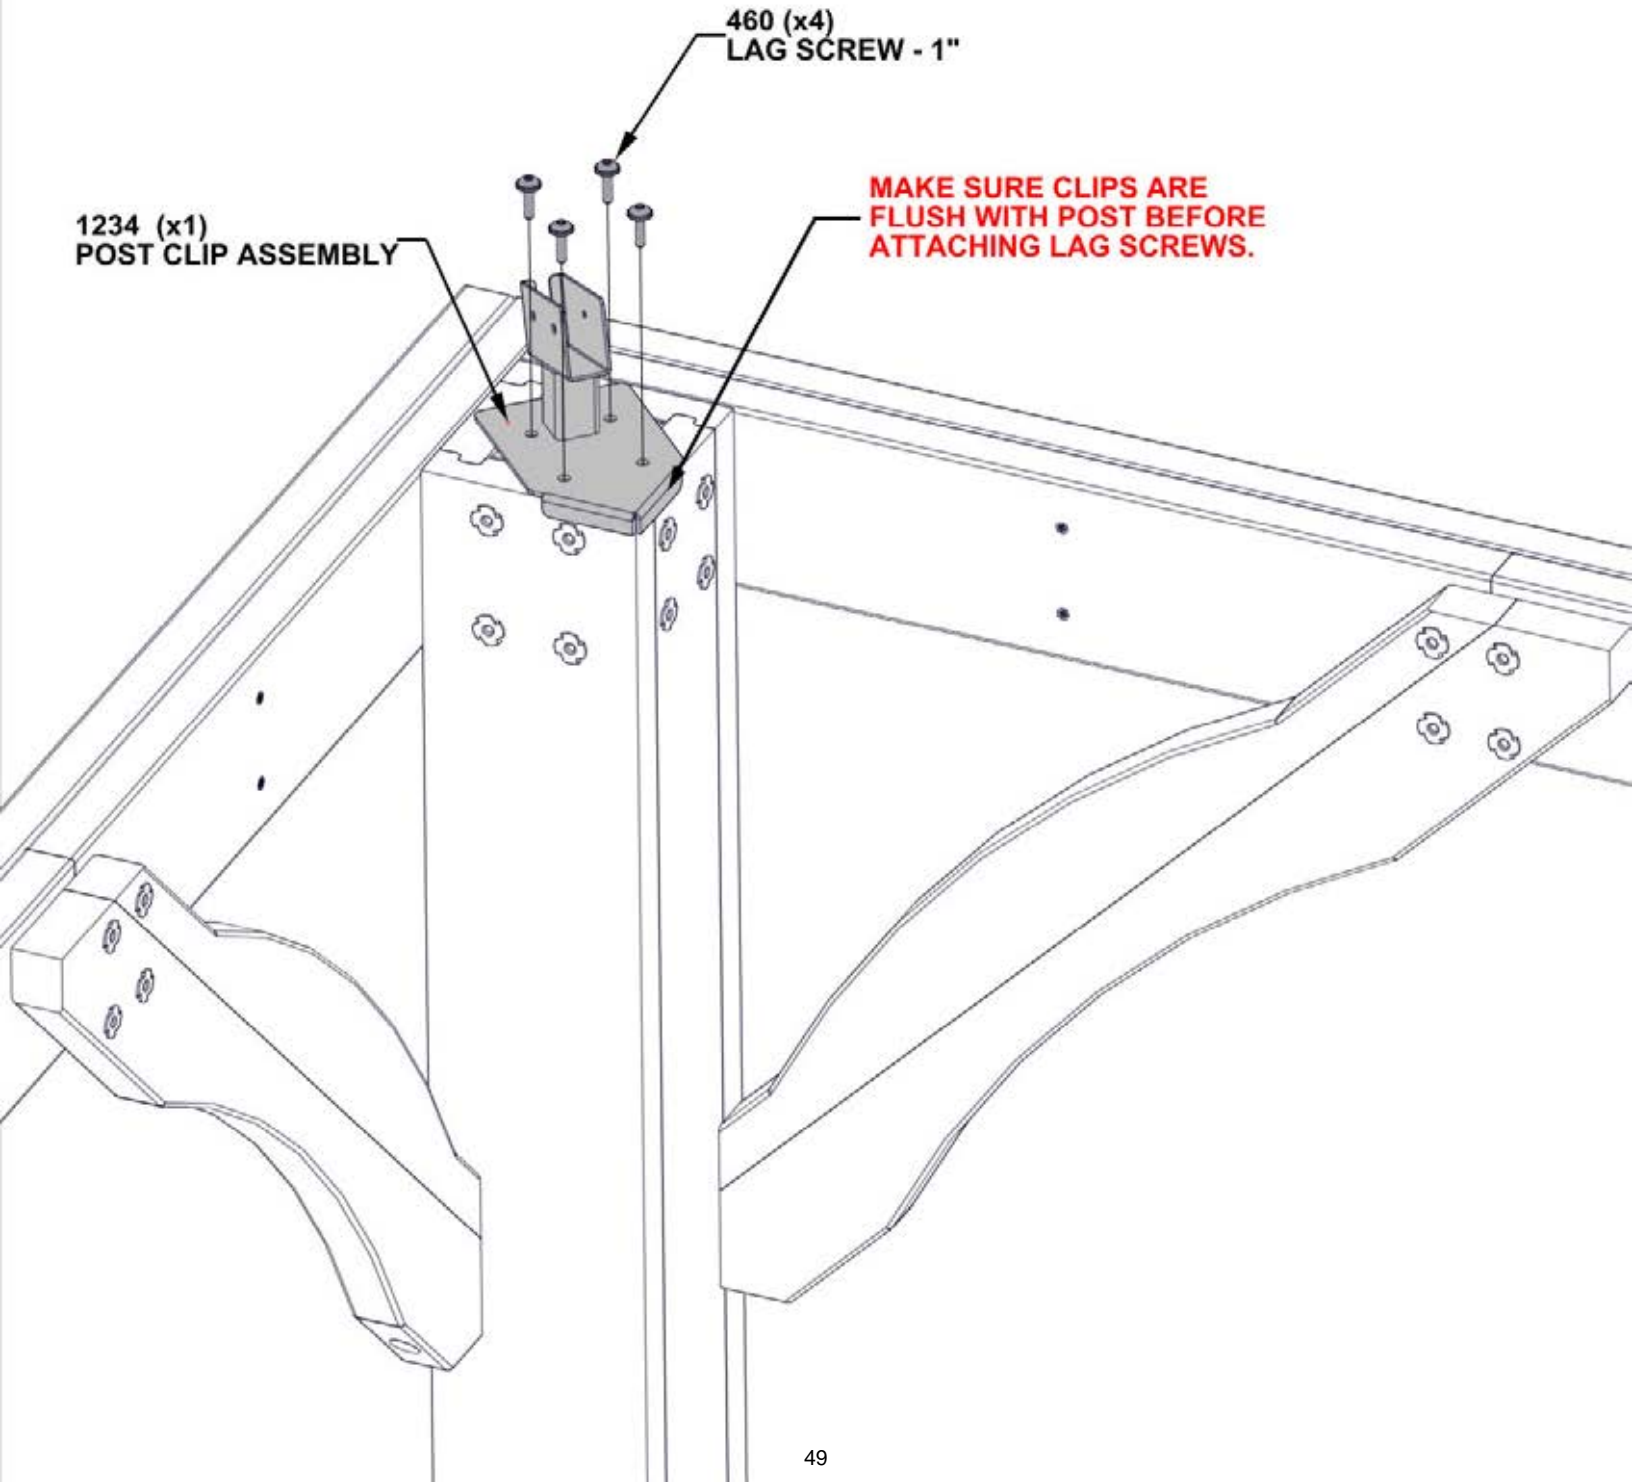 460 (x4)
LAG SCREW - 1"
MAKE SURE CLIPS ARE
FLUSH WITH POST BEFORE
ATTACHING LAG SCREWS.
1234 (x1)
POST CLIP ASSEMBLY
49